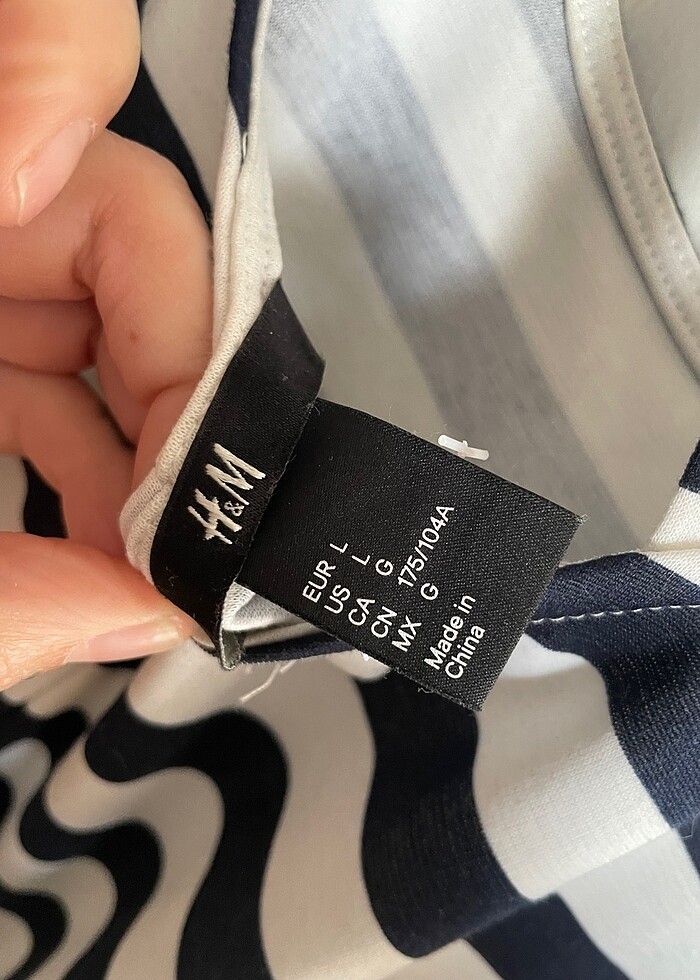 H&M
EUR L
US L
CA G
CN 175/104A
MX G
Made in
China